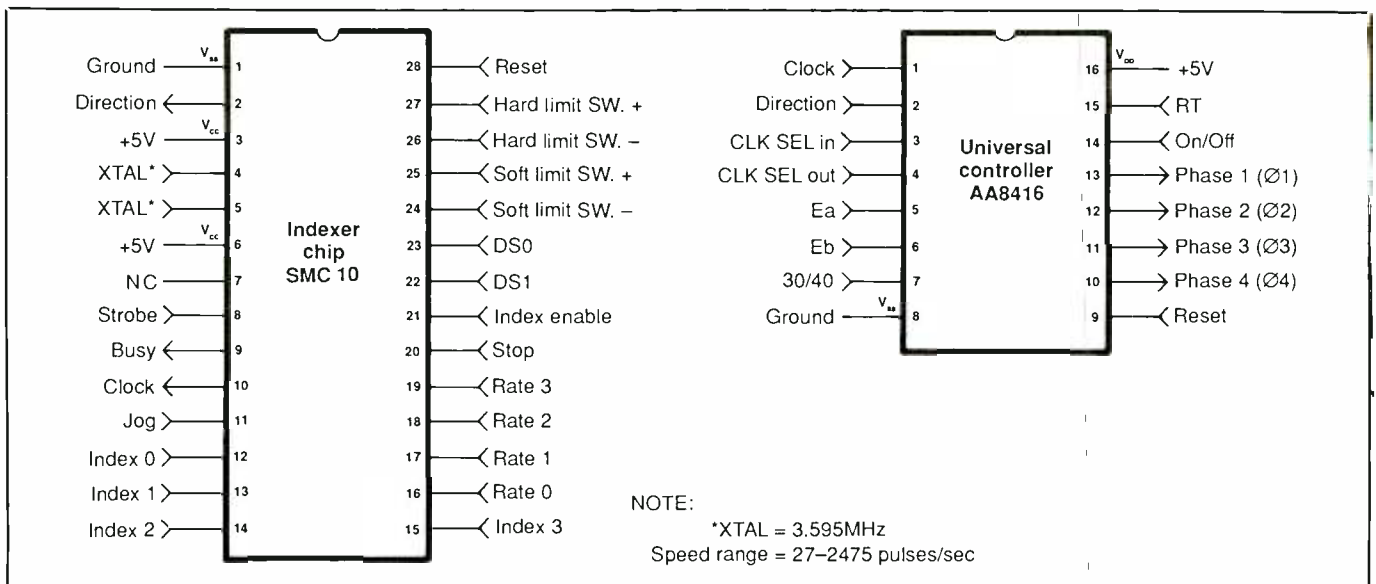 Ground Vss 1
Direction 2
+5V Vcc 3
XTAL* 4
XTAL* 5
+5V Vcc 6
NC 7
Strobe 8
Busy 9
Clock 10
Jog 11
Index 0 12
Index 1 13
Index 2 14
Indexer
chip
SMC 10
28 Reset
27 Hard limit SW. +
26 Hard limit SW. –
25 Soft limit SW. +
24 Soft limit SW. –
23 DS0
22 DS1
21 Index enable
20 Stop
19 Rate 3
18 Rate 2
17 Rate 1
16 Rate 0
15 Index 3
Clock 1
Direction 2
CLK SEL in 3
CLK SEL out 4
Ea 5
Eb 6
30/40 7
Ground Vss 8
Universal
controller
AA8416
16 VDD +5V
15 RT
14 On/Off
13 Phase 1 (Ø1)
12 Phase 2 (Ø2)
11 Phase 3 (Ø3)
10 Phase 4 (Ø4)
9 Reset
NOTE:
*XTAL = 3.595MHz
Speed range = 27–2475 pulses/sec